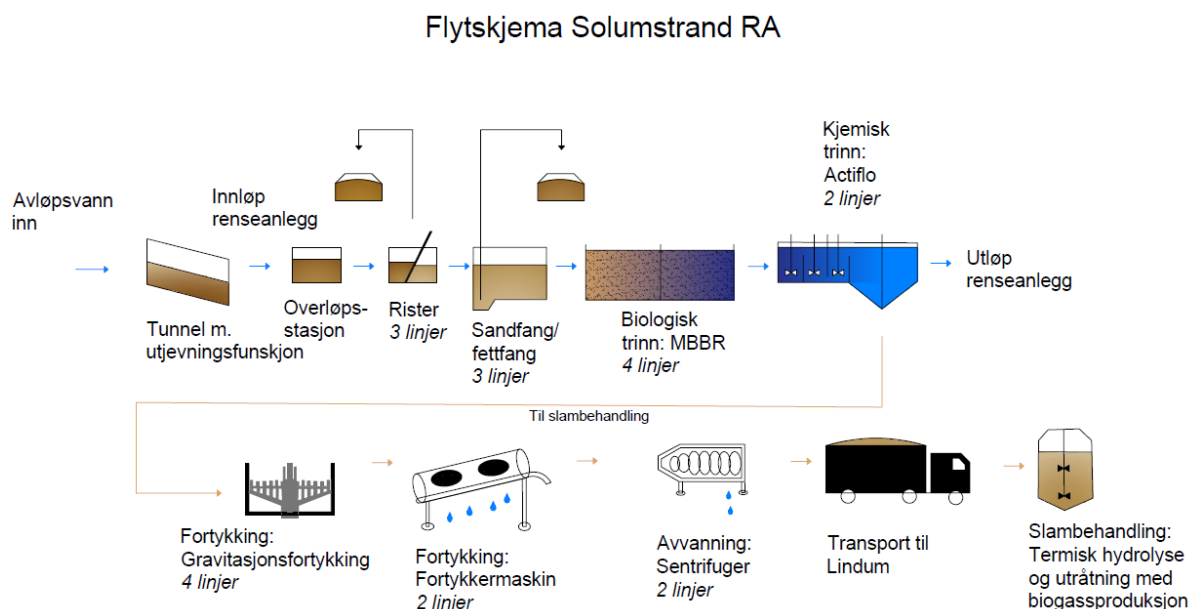 Flytskjema Solumstrand RA
Avløpsvann
inn
Tunnel m.
utjevningsfunskjon
Innløp
renseanlegg
Overløps-
stasjon
Rister
3 linjer
Sandfang/
fettfang
3 linjer
Biologisk
trinn: MBBR
4 linjer
Kjemisk
trinn:
Actiflo
2 linjer
Utløp
renseanlegg
Til slambehandling
Fortykking:
Gravitasjonsfortykking
4 linjer
Fortykking:
Fortykkermaskin
2 linjer
Avvanning:
Sentrifuger
2 linjer
Transport til
Lindum
Slambehandling:
Termisk hydrolyse
og utråtning med
biogassproduksjon